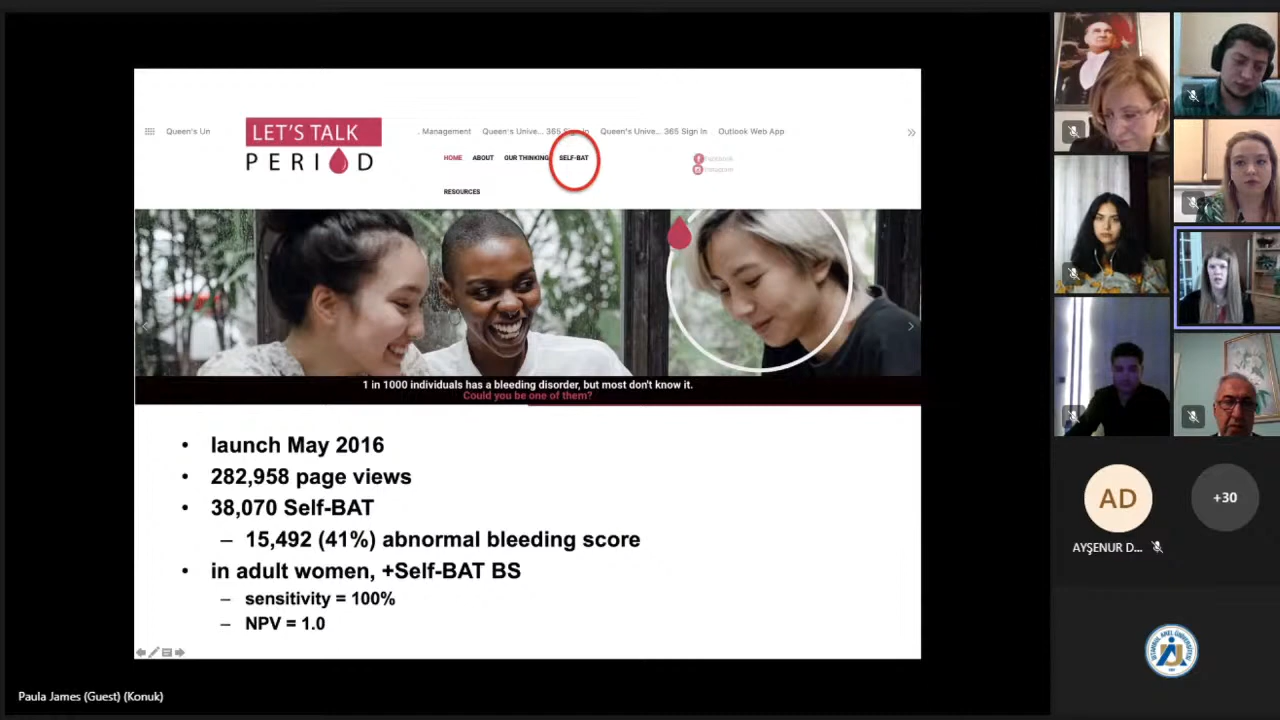 Queen's Un
. Management
Queen's Unive... 365 Sign In
Queen's Unive... 365 Sign In
Outlook Web App
LET'S TALK
PERIOD
HOME
ABOUT
OUR THINKING
SELF-BAT
Facebook
Instagram
RESOURCES
1 in 1000 individuals has a bleeding disorder, but most don't know it.
Could you be one of them?
• launch May 2016
• 282,958 page views
• 38,070 Self-BAT
– 15,492 (41%) abnormal bleeding score
• in adult women, +Self-BAT BS
– sensitivity = 100%
– NPV = 1.0
Paula James (Guest) (Konuk)
AD
+30
AYŞENUR D...